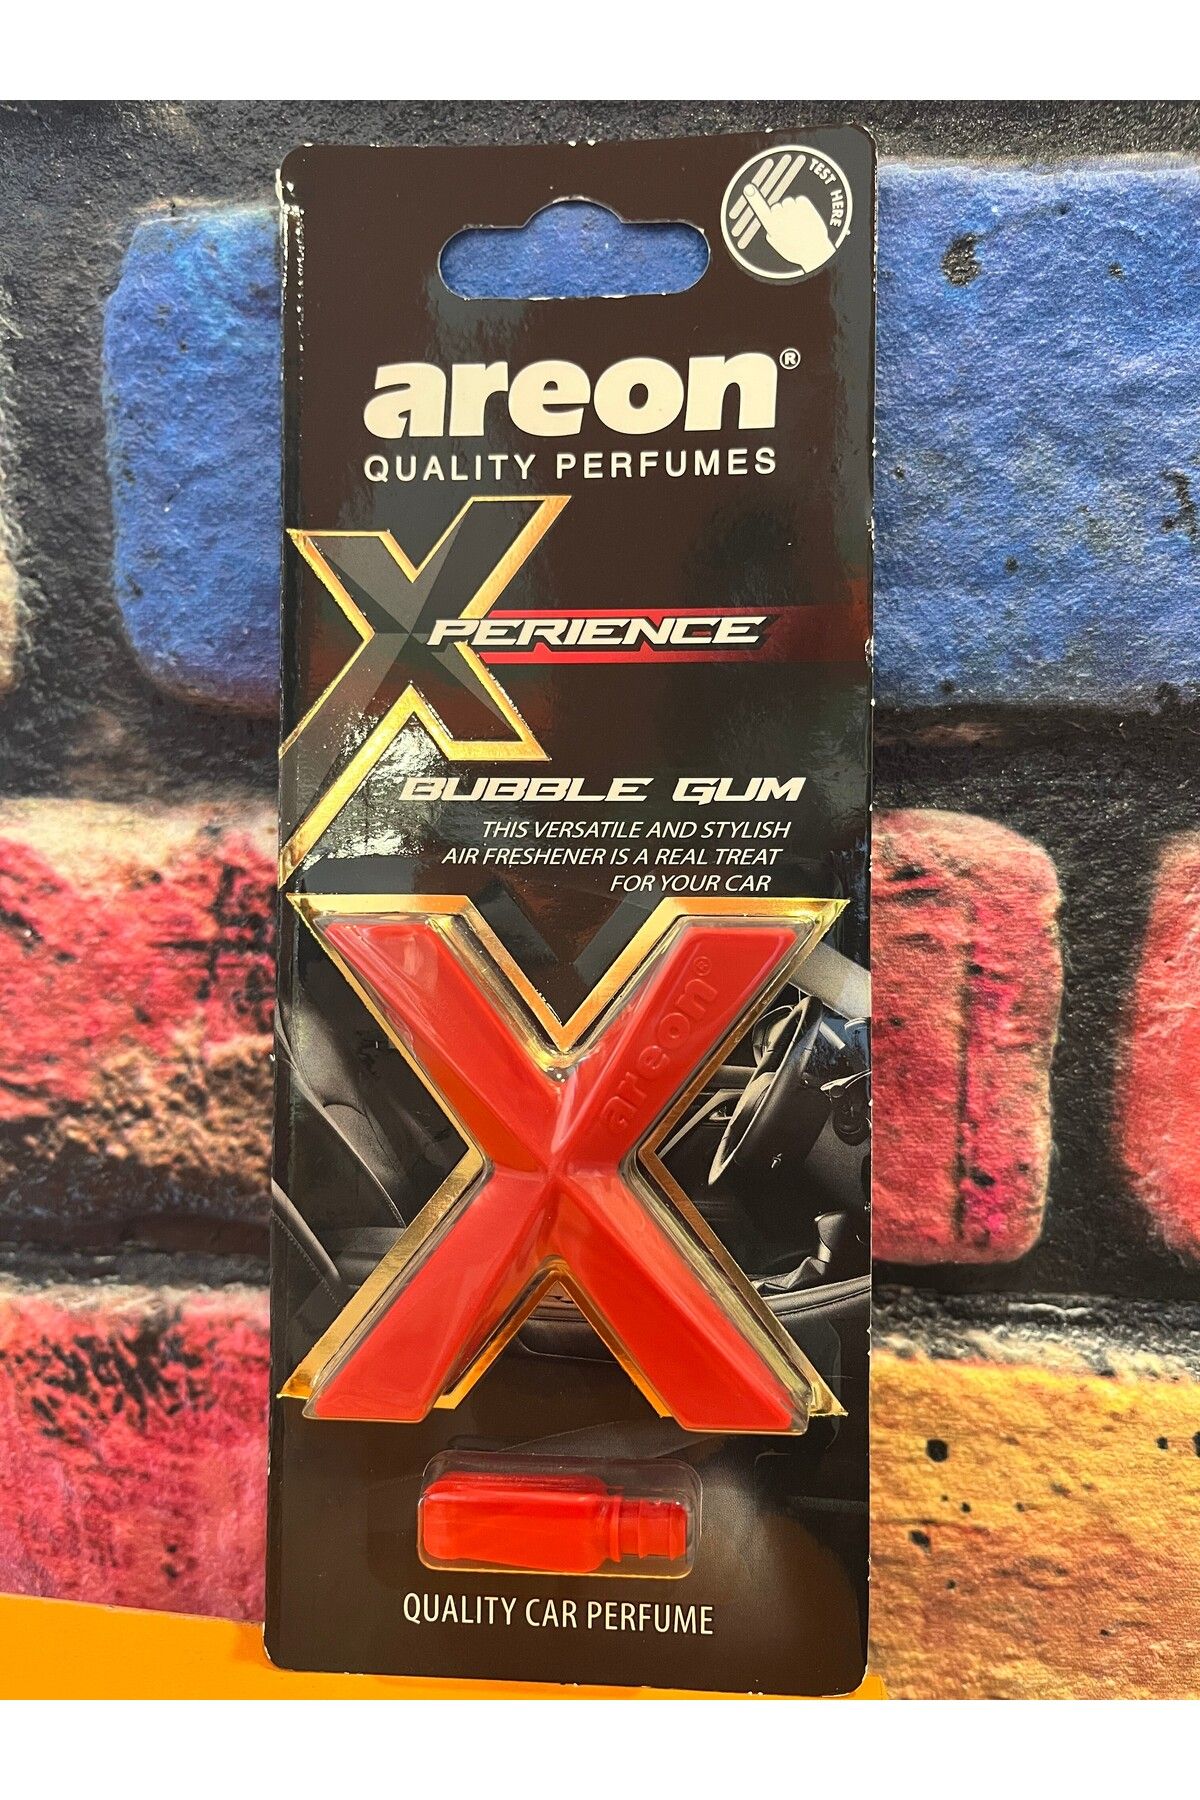 TEST HERE
areon®
QUALITY PERFUMES
XPERIENCE
BUBBLE GUM
THIS VERSATILE AND STYLISH
AIR FRESHENER IS A REAL TREAT
FOR YOUR CAR
areon®
QUALITY CAR PERFUME